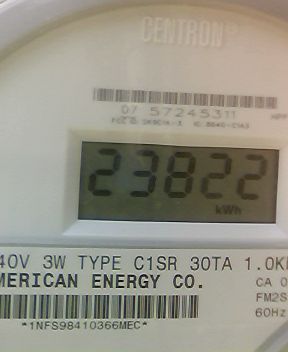 CENTRON®
07 57245311
23822
kWh
40V 3W TYPE C1SR 30TA 1.0K
MERICAN ENERGY CO.
CA 0
FM2S
60Hz
*1NFS98410366MEC*